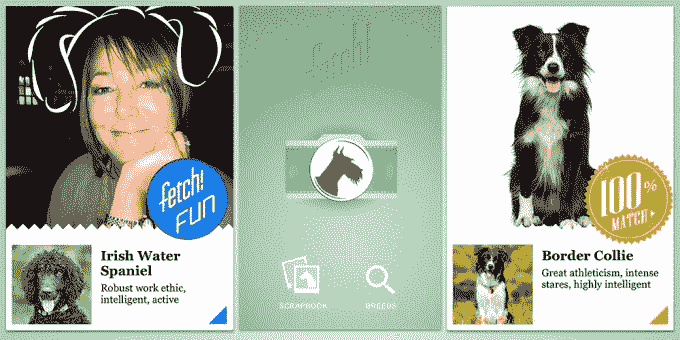 fetch!
FUN
Irish Water
Spaniel
Robust work ethic,
intelligent, active
fetch!
SCRAPBOOK
BREEDS
100%
MATCH
Border Collie
Great athleticism, intense
stares, highly intelligent